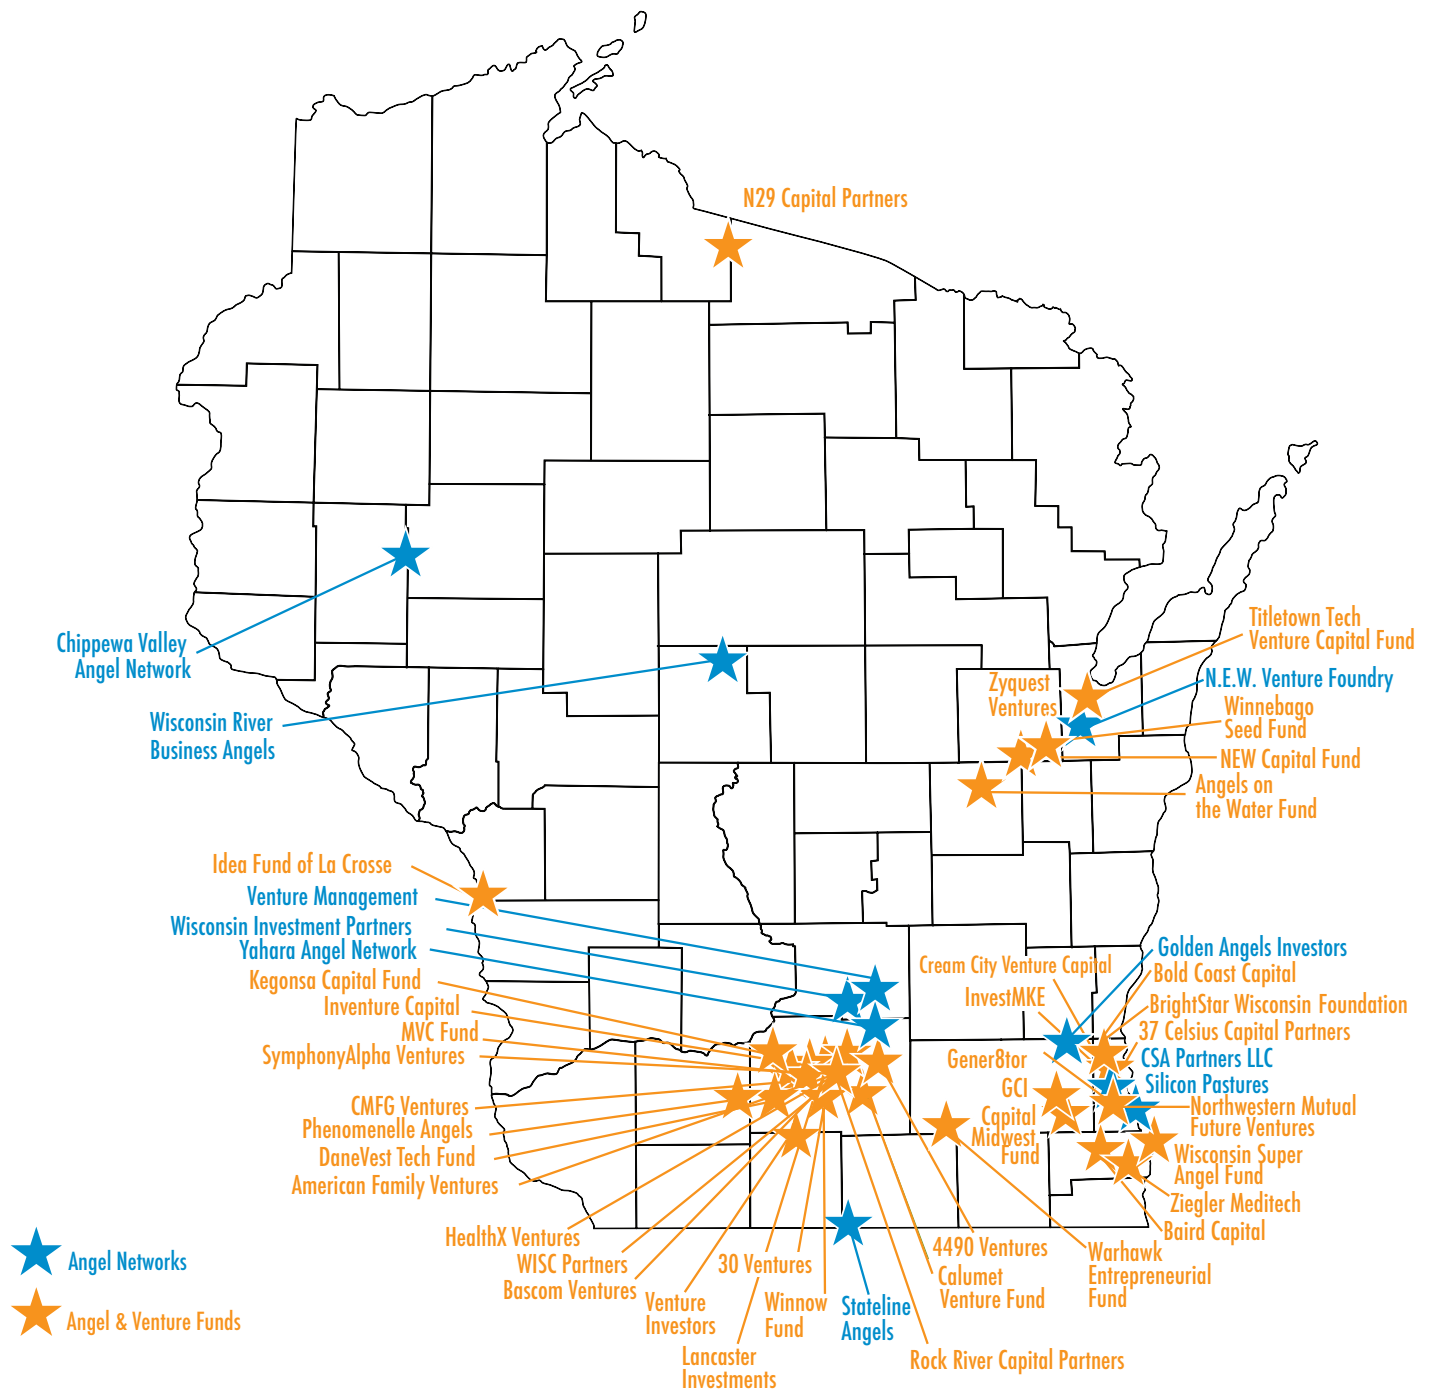 N29 Capital Partners
Chippewa Valley
Angel Network
Wisconsin River
Business Angels
Titletown Tech
Venture Capital Fund
Zyquest
Ventures
N.E.W. Venture Foundry
Winnebago
Seed Fund
NEW Capital Fund
Angels on
the Water Fund
Idea Fund of La Crosse
Venture Management
Wisconsin Investment Partners
Yahara Angel Network
Kegonsa Capital Fund
Inventure Capital
MVC Fund
SymphonyAlpha Ventures
CMFG Ventures
Phenomenelle Angels
DaneVest Tech Fund
American Family Ventures
Cream City Venture Capital
InvestMKE
Gener8tor
GCI
Capital
Midwest
Fund
Golden Angels Investors
Bold Coast Capital
BrightStar Wisconsin Foundation
37 Celsius Capital Partners
CSA Partners LLC
Silicon Pastures
Northwestern Mutual
Future Ventures
Wisconsin Super
Angel Fund
Ziegler Meditech
Baird Capital
HealthX Ventures
WISC Partners
Bascom Ventures
Venture
Investors
Lancaster
Investments
30 Ventures
Winnow
Fund
Stateline
Angels
Rock River Capital Partners
4490 Ventures
Calumet
Venture Fund
Warhawk
Entrepreneurial
Fund
Angel Networks
Angel & Venture Funds